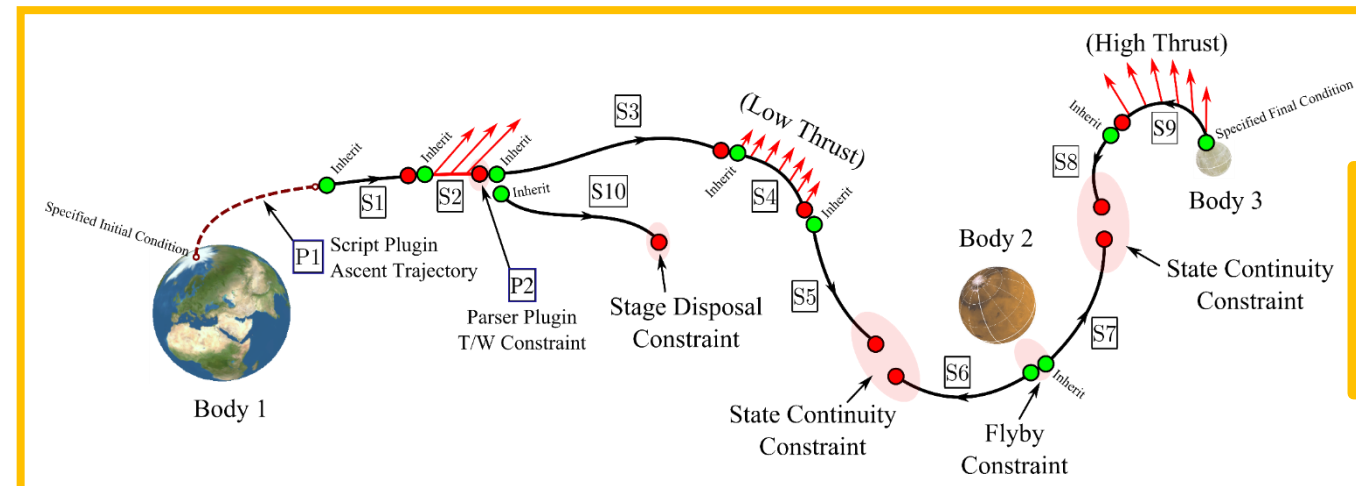 (High Thrust)
Inherit
S9
Specified Final Condition
S8
Body 3
S3
(Low Thrust)
Inherit
Inherit
Inherit
S1
S2
Inherit
S10
Inherit
S4
Inherit
Specified Initial Condition
P1
Script Plugin
Ascent Trajectory
P2
Parser Plugin
T/W Constraint
Stage Disposal
Constraint
S5
Body 2
State Continuity
Constraint
S7
S6
Inherit
Body 1
State Continuity
Constraint
Flyby
Constraint